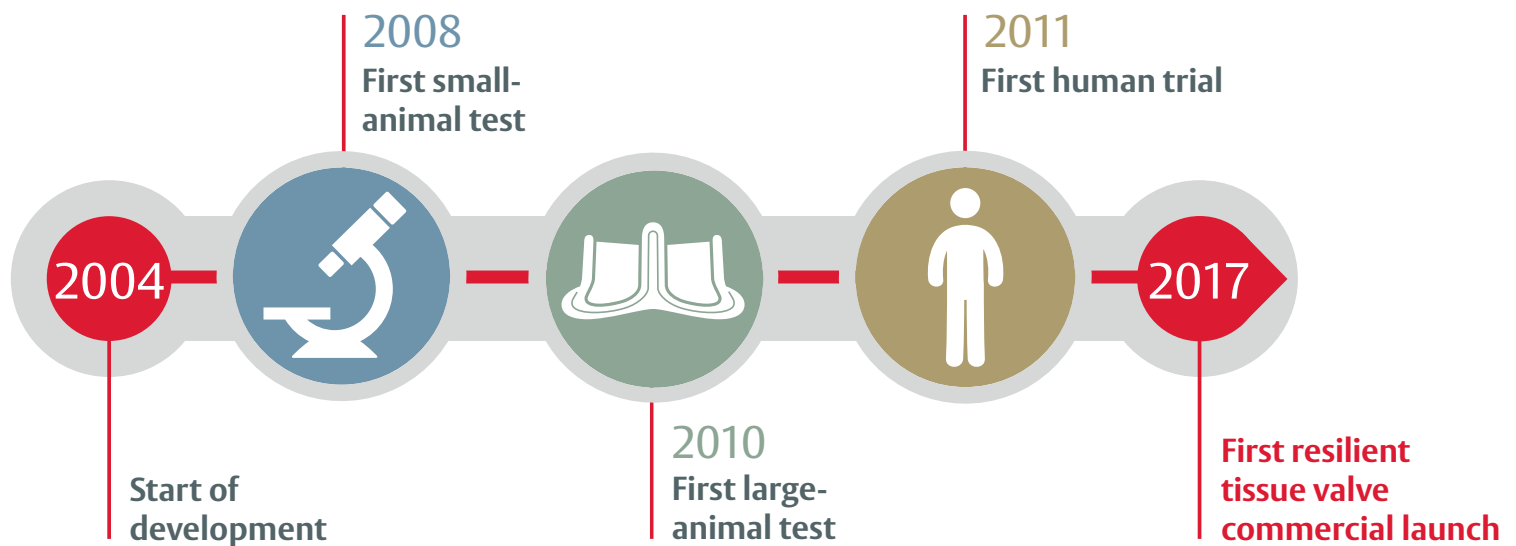 2004
Start of
development
2008
First small-
animal test
2010
First large-
animal test
2011
First human trial
2017
First resilient
tissue valve
commercial launch